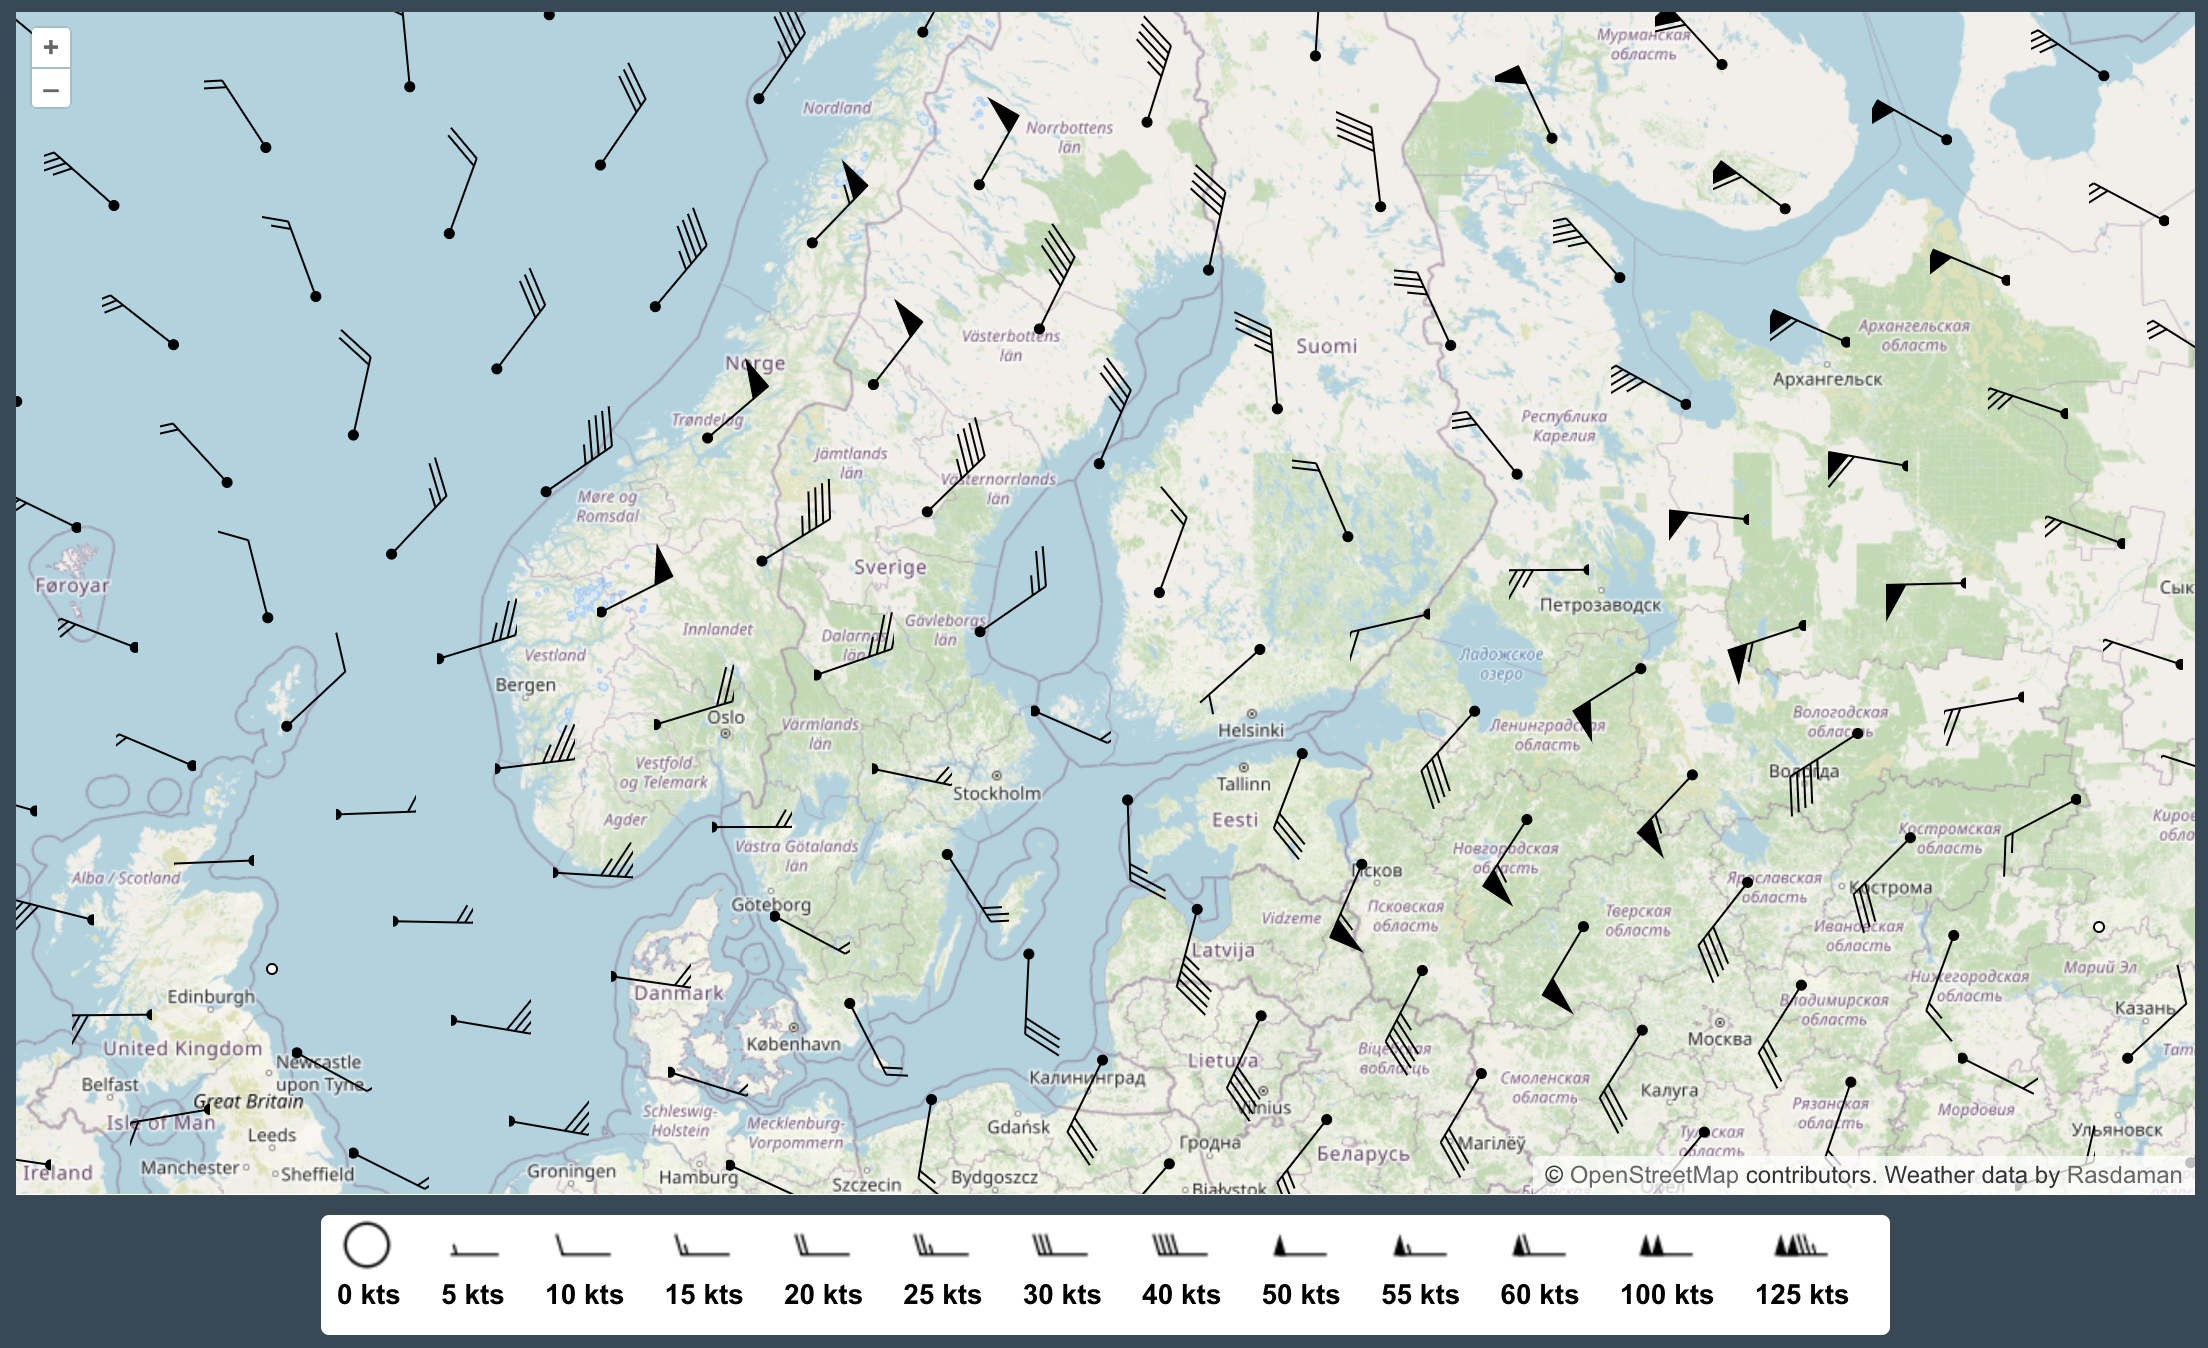 +
−
Мурманская
область
Nordland
Norrbottens
län
Västerbottens
län
Suomi
Norge
Архангельская
область
Архангельск
Trøndelag
Республика
Карелия
Jämtlands
län
Västernorrlands
län
Møre og
Romsdal
Føroyar
Sverige
Сык
Петрозаводск
Innlandet
Dalarnas
län
Gävleborgs
län
Vestland
Bergen
Ладожское
озеро
Oslo
Värmlands
län
Helsinki
Ленинградская
область
Вологодская
область
Vestfold
og Telemark
Stockholm
Tallinn
Вологда
Agder
Eesti
Västra Götalands
län
Новгородская
область
Костромская
область
Киров
обла
Alba / Scotland
Псков
Ярославская
область
Кострома
Göteborg
Vidzeme
Псковская
область
Тверская
область
Ивановская
область
Latvija
Марий Эл
Danmark
Edinburgh
Нижегородская
область
Владимирская
область
Казань
United Kingdom
København
Москва
Newcastle
upon Tyne
Lietuva
Віцебская
вобласць
Тат
Belfast
Калининград
Смоленская
область
Калуга
Great Britain
Vilnius
Рязанская
область
Мордовия
Isle of Man
Schleswig-
Holstein
Mecklenburg-
Vorpommern
Gdańsk
Leeds
Гродна
Магілёў
Тульская
область
Ульяновск
Беларусь
Ireland
Manchester
Sheffield
Groningen
Hamburg
Szczecin
Bydgoszcz
Białystok
© OpenStreetMap contributors. Weather data by Rasdaman
0 kts 5 kts 10 kts 15 kts 20 kts 25 kts 30 kts 40 kts 50 kts 55 kts 60 kts 100 kts 125 kts